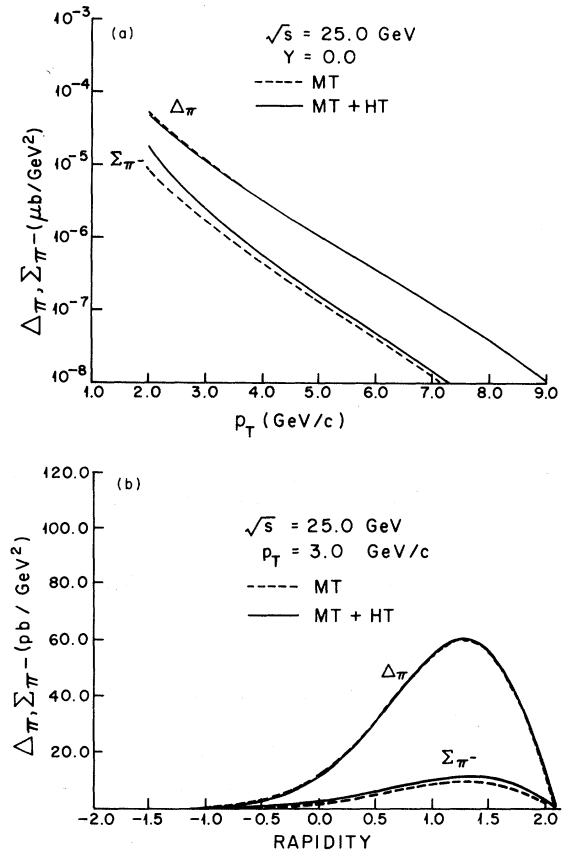 10⁻³
(a)
√s = 25.0 GeV
Y = 0.0
MT
MT + HT
10⁻⁴
Δπ
10⁻⁵
Σπ⁻
10⁻⁶
10⁻⁷
10⁻⁸
Δπ, Σπ⁻ (μb/GeV²)
1.0 2.0 3.0 4.0 5.0 6.0 7.0 8.0 9.0
pT (GeV/c)
120.0
(b)
100.0
√s = 25.0 GeV
pT = 3.0 GeV/c
80.0
MT
MT + HT
60.0
Δπ
40.0
20.0
Σπ⁻
Δπ, Σπ⁻ (pb / GeV²)
-2.0 -1.5 -1.0 -0.5 0.0 0.5 1.0 1.5 2.0
RAPIDITY